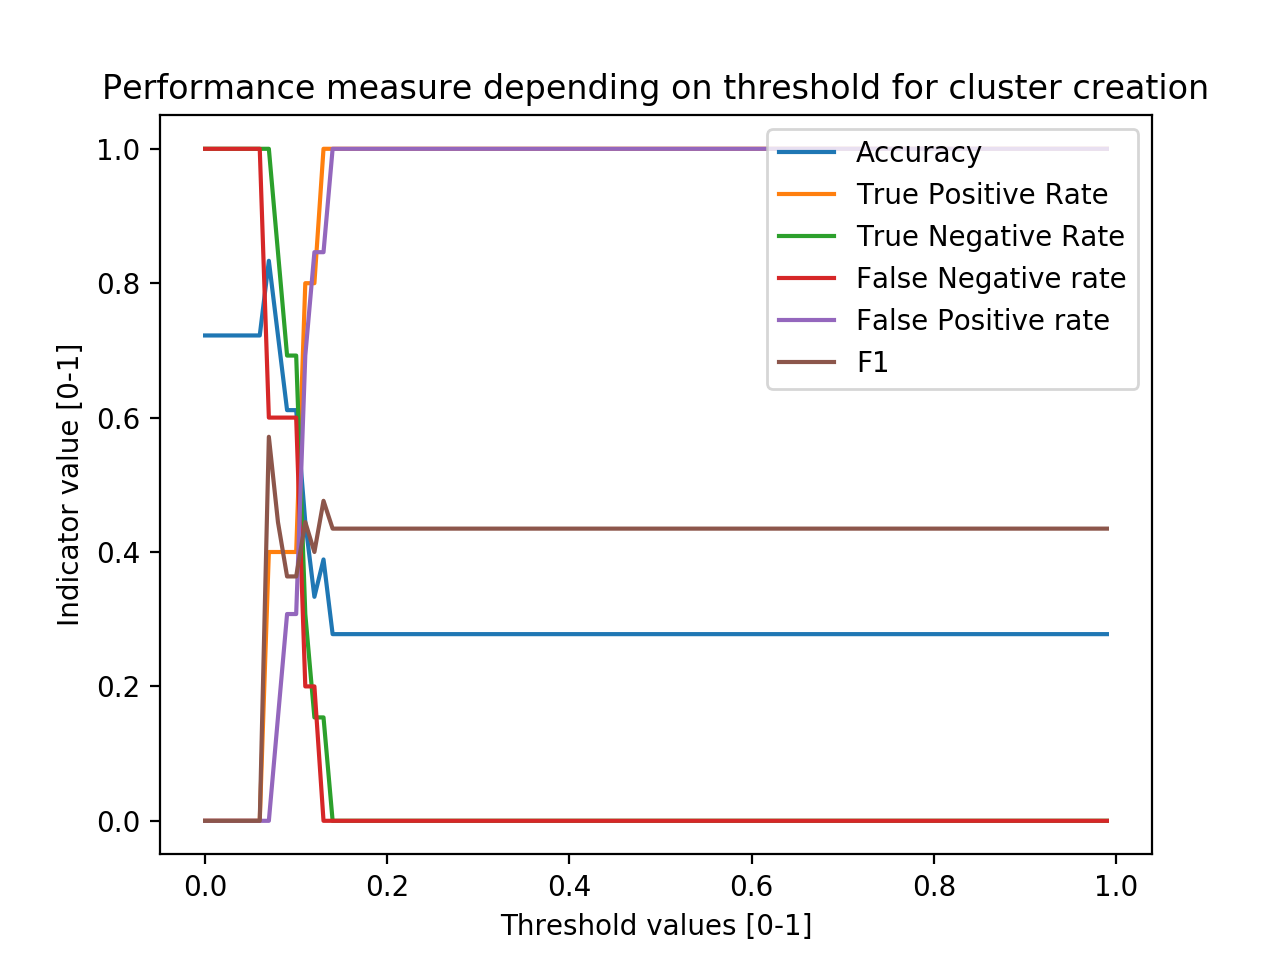 Performance measure depending on threshold for cluster creation
1.0
0.8
0.6
0.4
0.2
0.0
Indicator value [0-1]
Accuracy
True Positive Rate
True Negative Rate
False Negative rate
False Positive rate
F1
0.0 0.2 0.4 0.6 0.8 1.0
Threshold values [0-1]